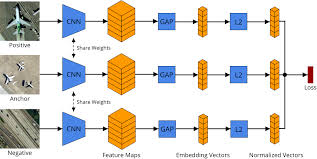 CNN
GAP
L2
Positive
Share Weights
CNN
GAP
L2
Loss
Anchor
Share Weights
CNN
GAP
L2
Negative
Feature Maps
Embedding Vectors
Normalized Vectors